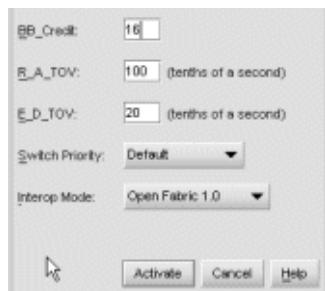 BB_Credit: 16
R_A_TOV: 100 (tenths of a second)
E_D_TOV: 20 (tenths of a second)
Switch Priority: Default
Interop Mode: Open Fabric 1.0
Activate Cancel Help